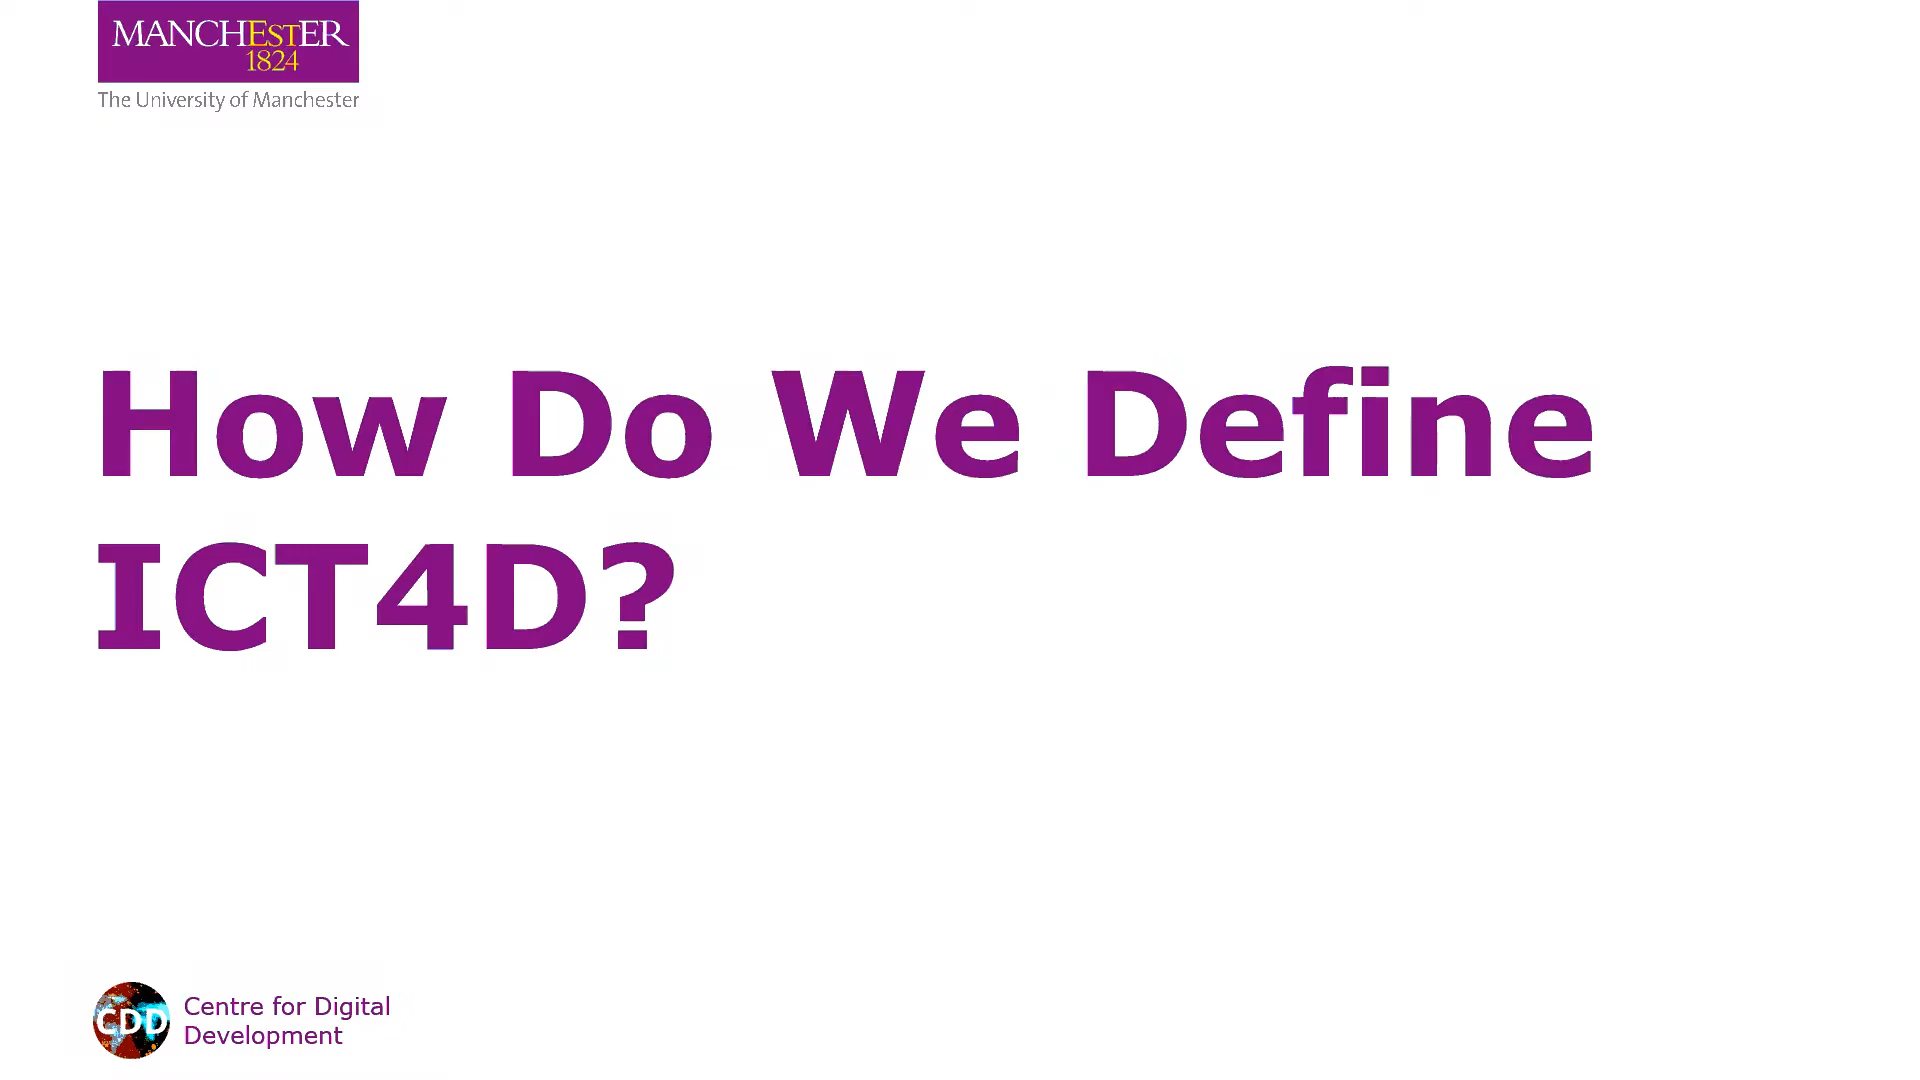 MANCHESTER
1824
The University of Manchester
How Do We Define
ICT4D?
CDD
Centre for Digital
Development